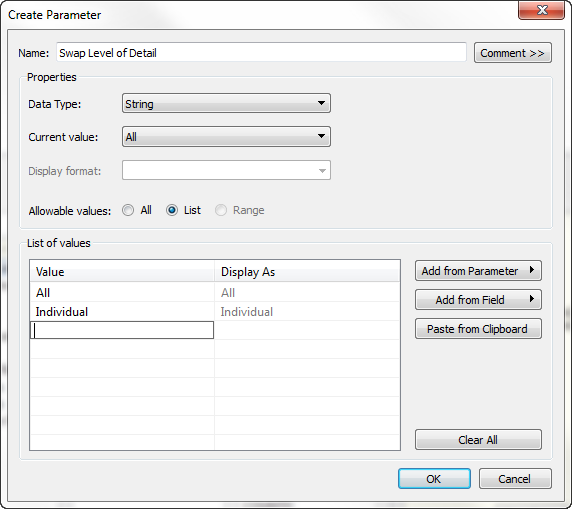 Create Parameter
Name: Swap Level of Detail Comment >>
Properties
Data Type: String
Current value: All
Display format:
Allowable values: All List Range
List of values
Value Display As
All All
Individual Individual
Add from Parameter
Add from Field
Paste from Clipboard
Clear All
OK Cancel